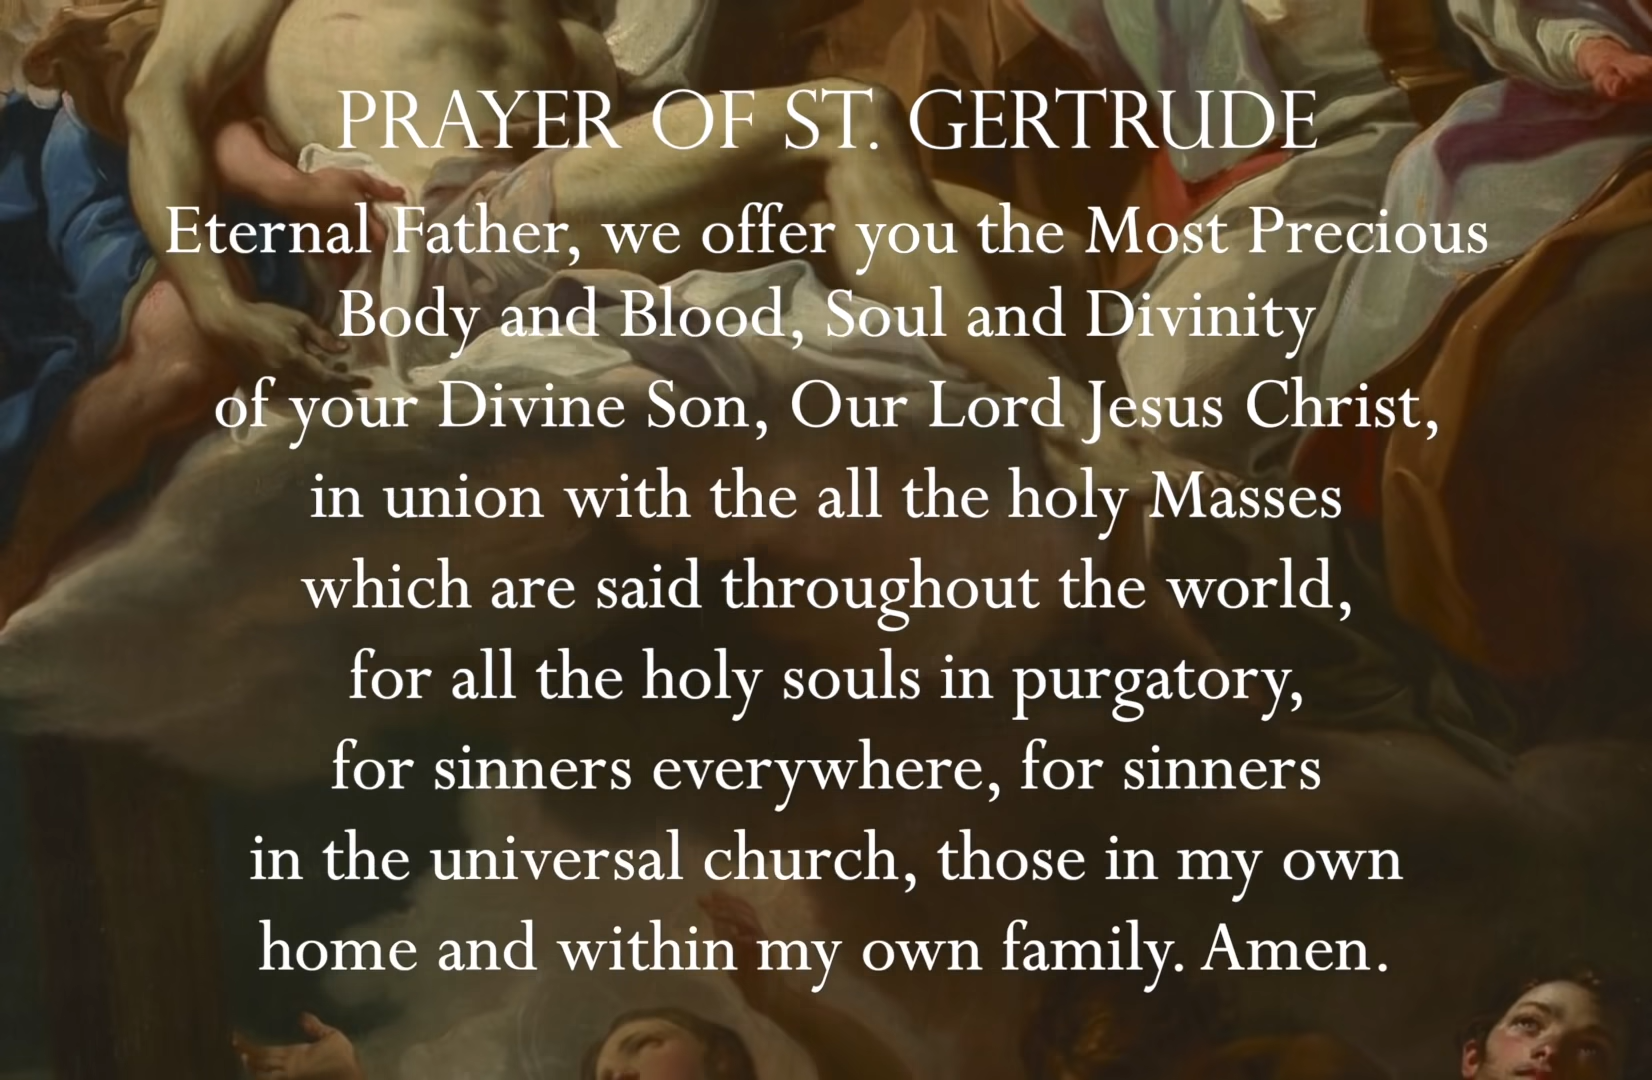 PRAYER OF ST. GERTRUDE
Eternal Father, we offer you the Most Precious
Body and Blood, Soul and Divinity
of your Divine Son, Our Lord Jesus Christ,
in union with the all the holy Masses
which are said throughout the world,
for all the holy souls in purgatory,
for sinners everywhere, for sinners
in the universal church, those in my own
home and within my own family. Amen.